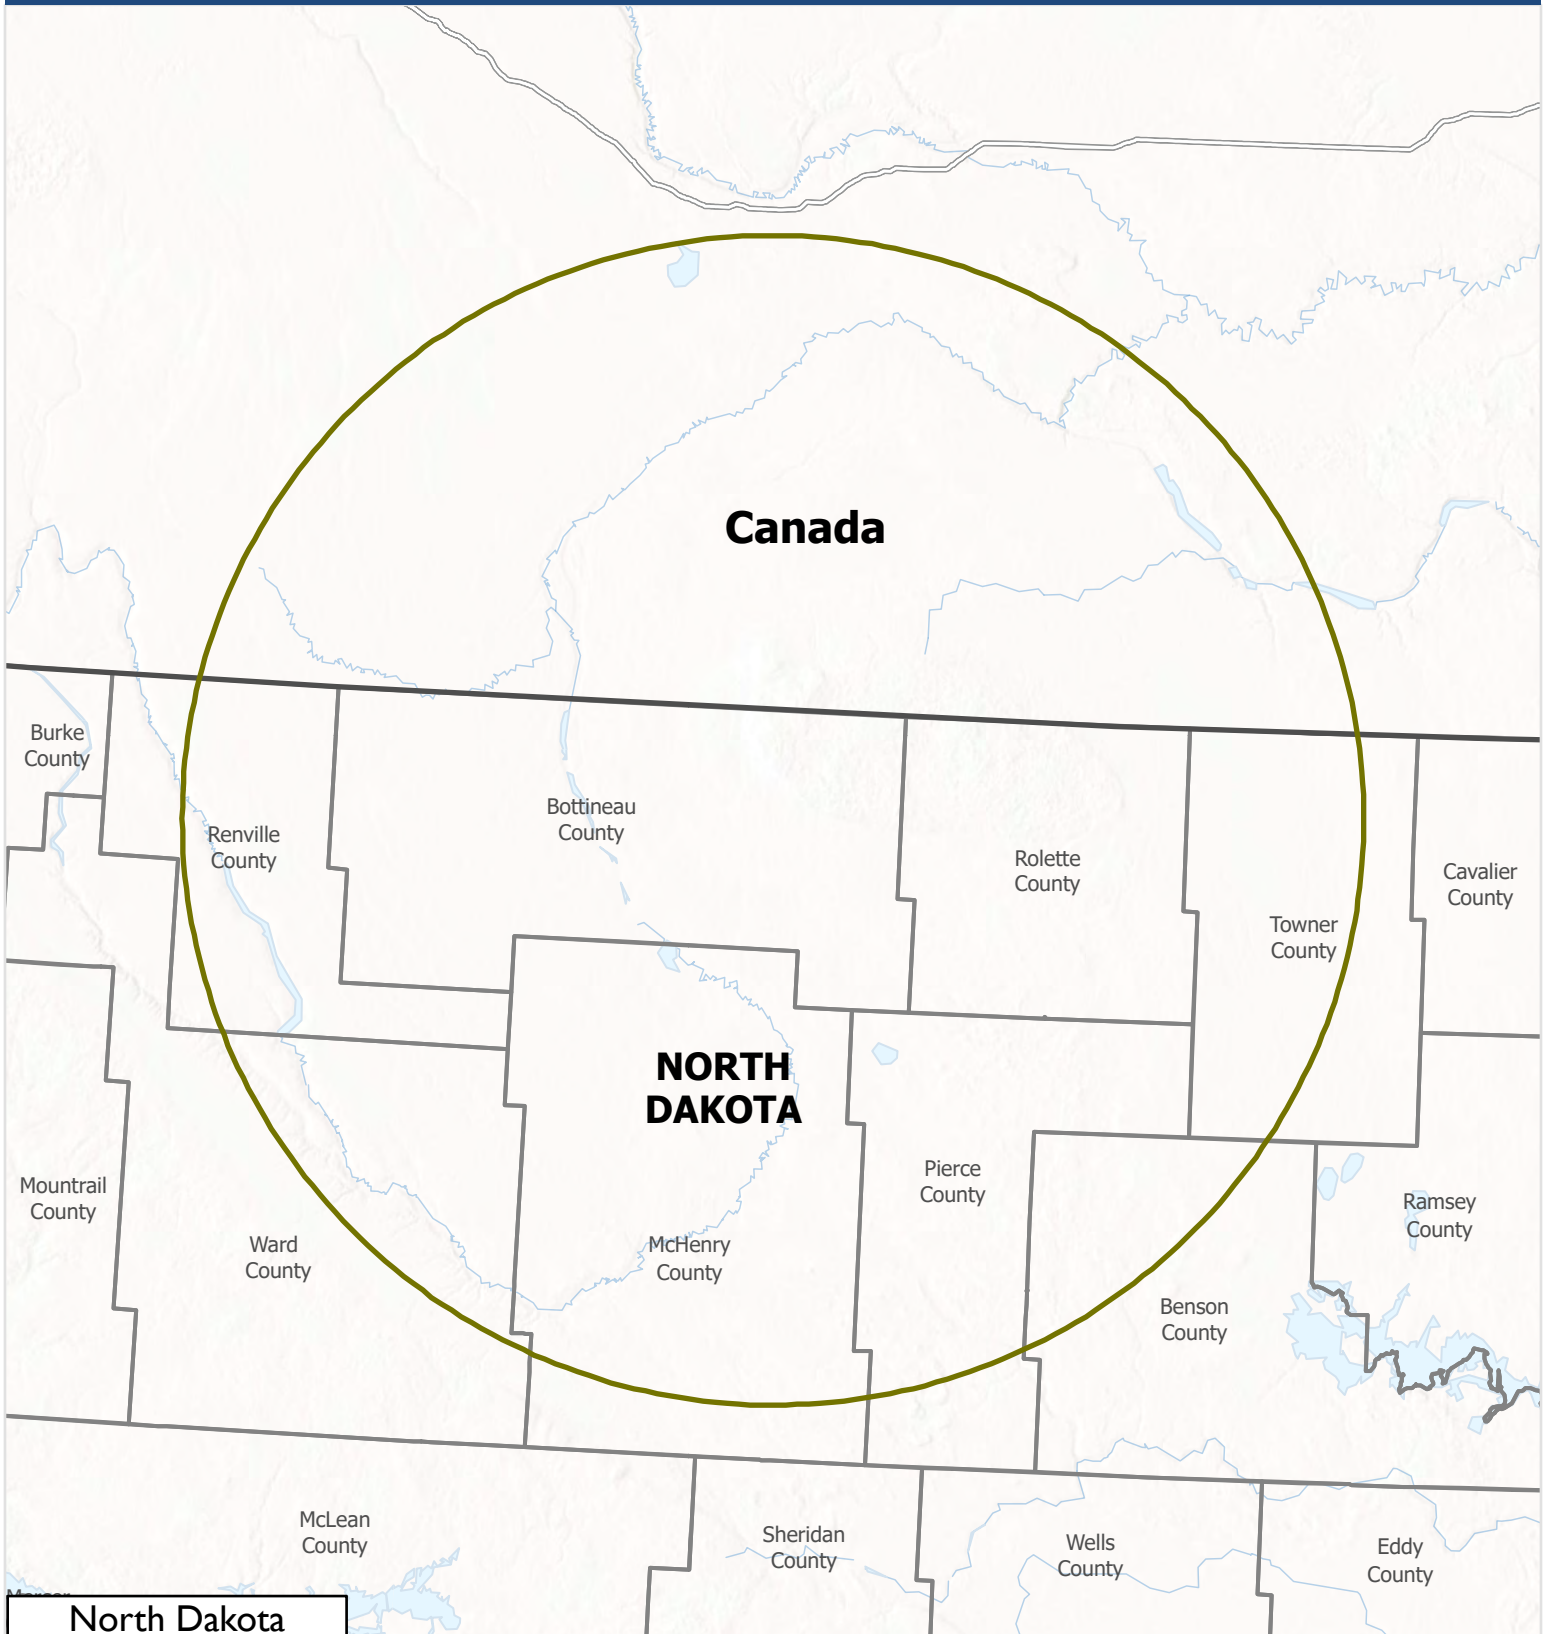 Canada
Burke
County
Bottineau
County
Renville
County
Rolette
County
Cavalier
County
Towner
County
NORTH
DAKOTA
Pierce
County
Mountrail
County
Ramsey
County
Ward
County
McHenry
County
Benson
County
McLean
County
Sheridan
County
Wells
County
Eddy
County
Mercer
North Dakota